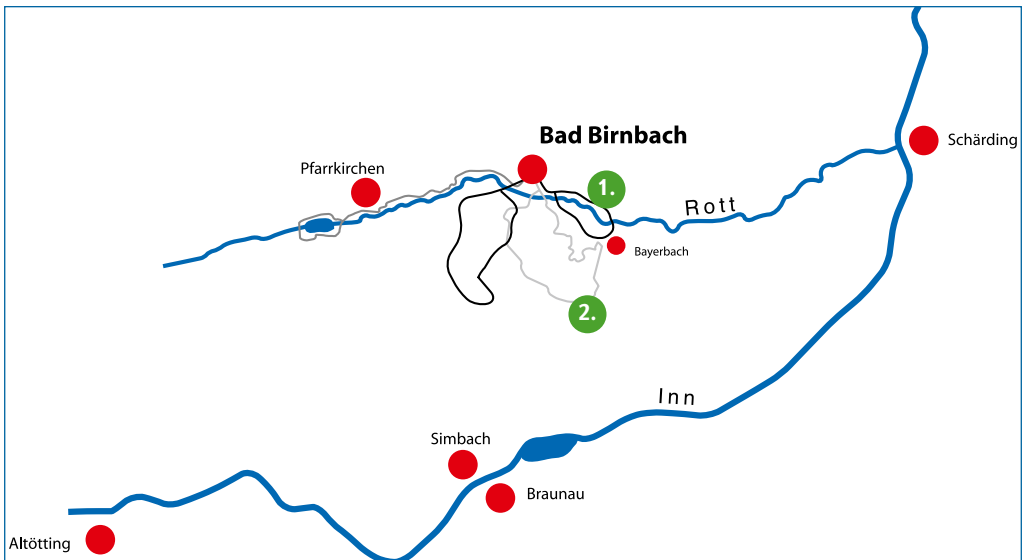 Bad Birnbach
Schärding
Pfarrkirchen
1.
Rott
Bayerbach
2.
Inn
Simbach
Braunau
Altötting